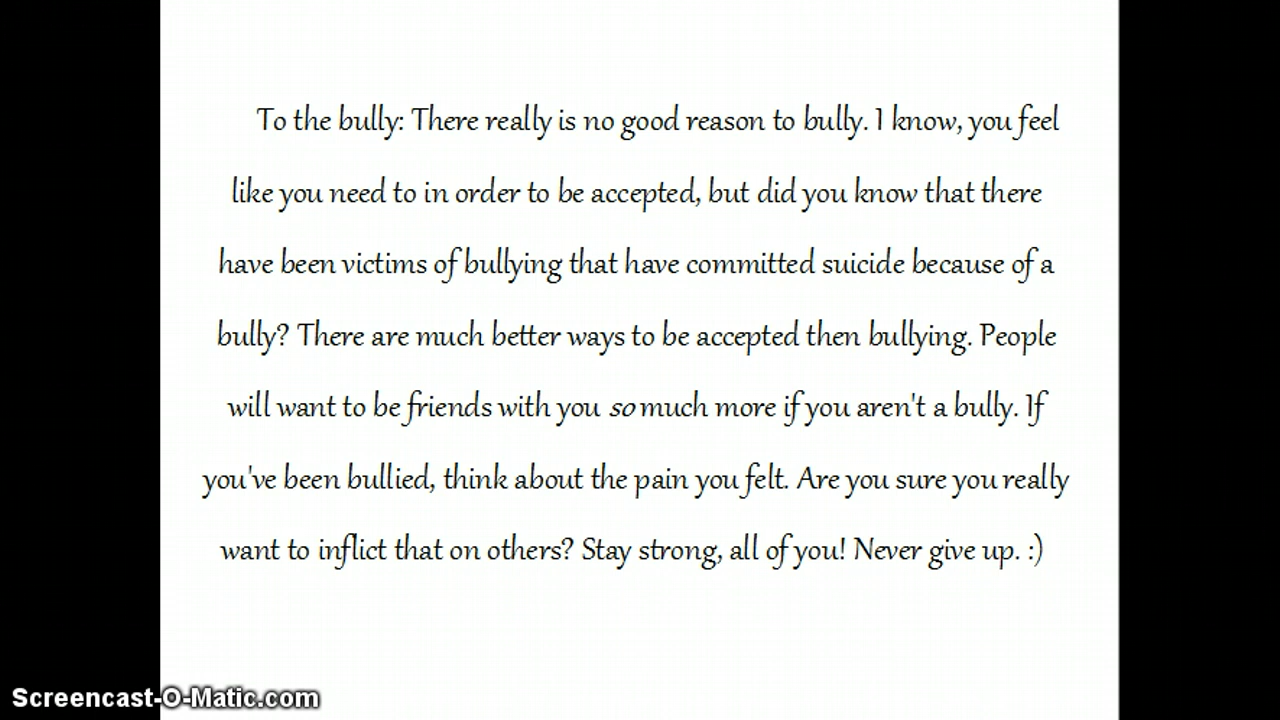 To the bully: There really is no good reason to bully. I know, you feel
like you need to in order to be accepted, but did you know that there
have been victims of bullying that have committed suicide because of a
bully? There are much better ways to be accepted then bullying. People
will want to be friends with you so much more if you aren't a bully. If
you've been bullied, think about the pain you felt. Are you sure you really
want to inflict that on others? Stay strong, all of you! Never give up. :)
Screencast-O-Matic.com